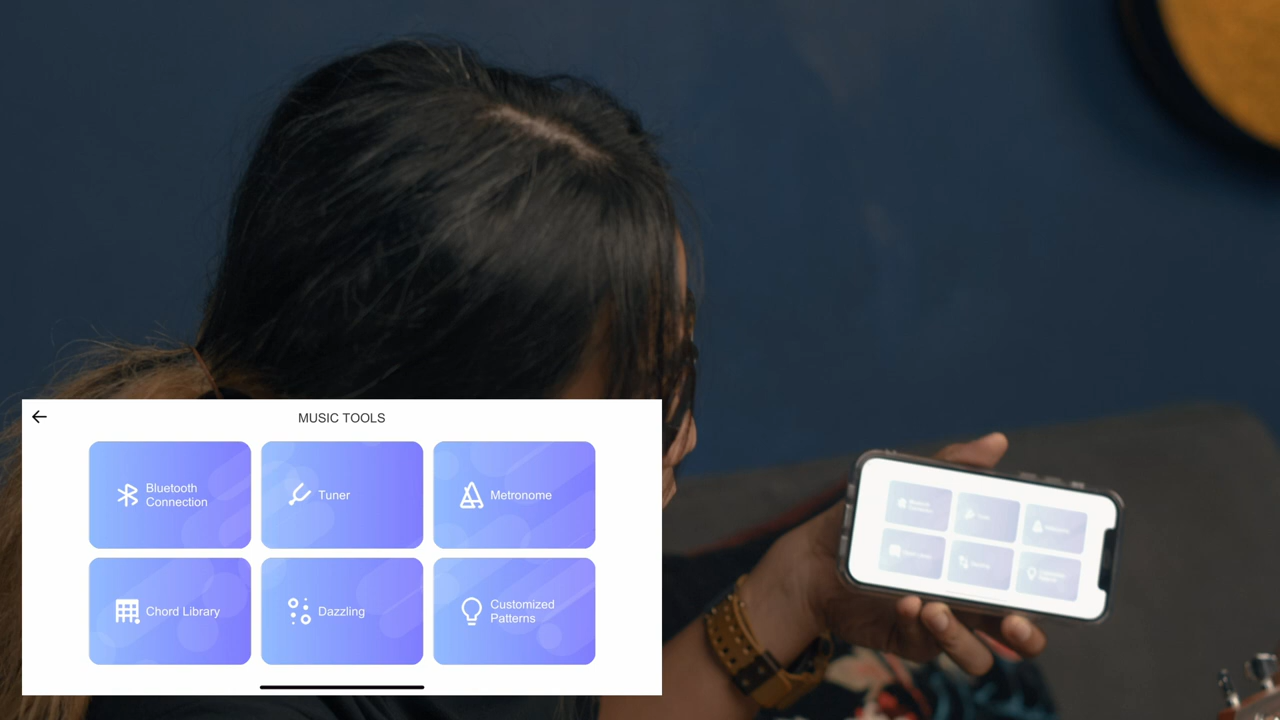 MUSIC TOOLS
Bluetooth
Connection
Tuner
Metronome
Chord Library
Dazzling
Customized
Patterns